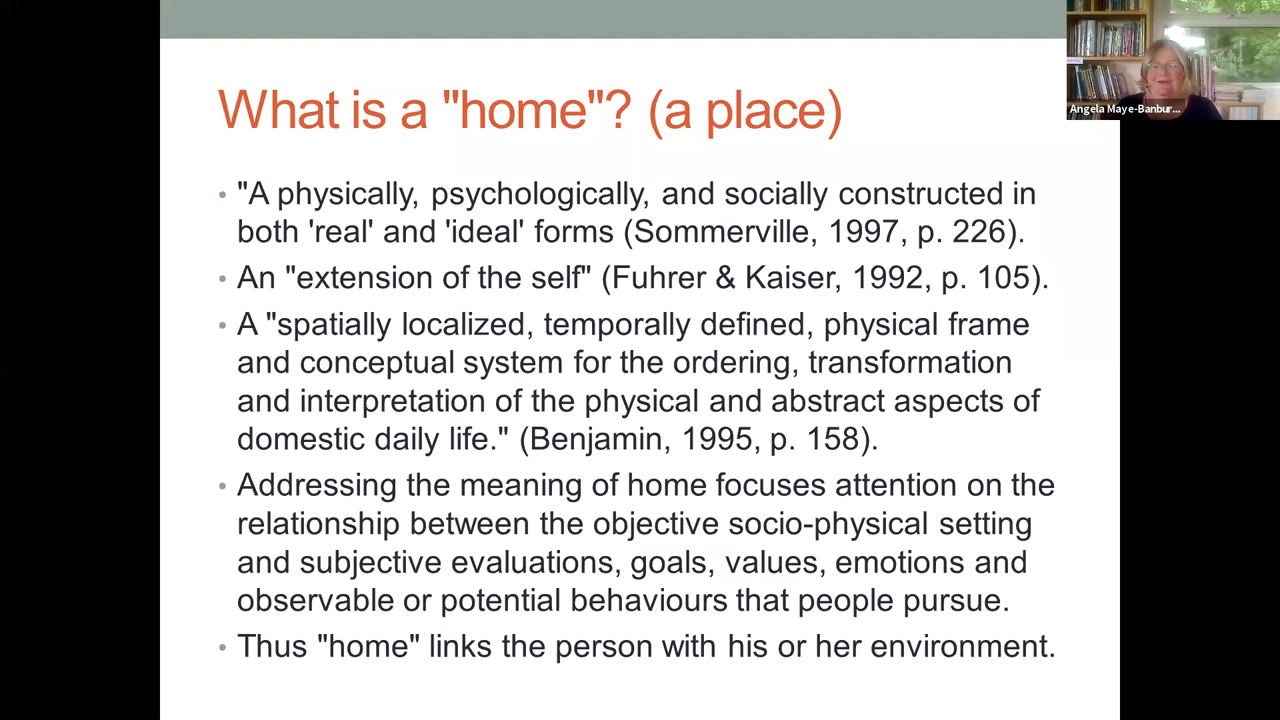 What is a "home"? (a place)
• "A physically, psychologically, and socially constructed in
both 'real' and 'ideal' forms (Sommerville, 1997, p. 226).
• An "extension of the self" (Fuhrer & Kaiser, 1992, p. 105).
• A "spatially localized, temporally defined, physical frame
and conceptual system for the ordering, transformation
and interpretation of the physical and abstract aspects of
domestic daily life." (Benjamin, 1995, p. 158).
• Addressing the meaning of home focuses attention on the
relationship between the objective socio-physical setting
and subjective evaluations, goals, values, emotions and
observable or potential behaviours that people pursue.
• Thus "home" links the person with his or her environment.
Angela Maye-Banbur...